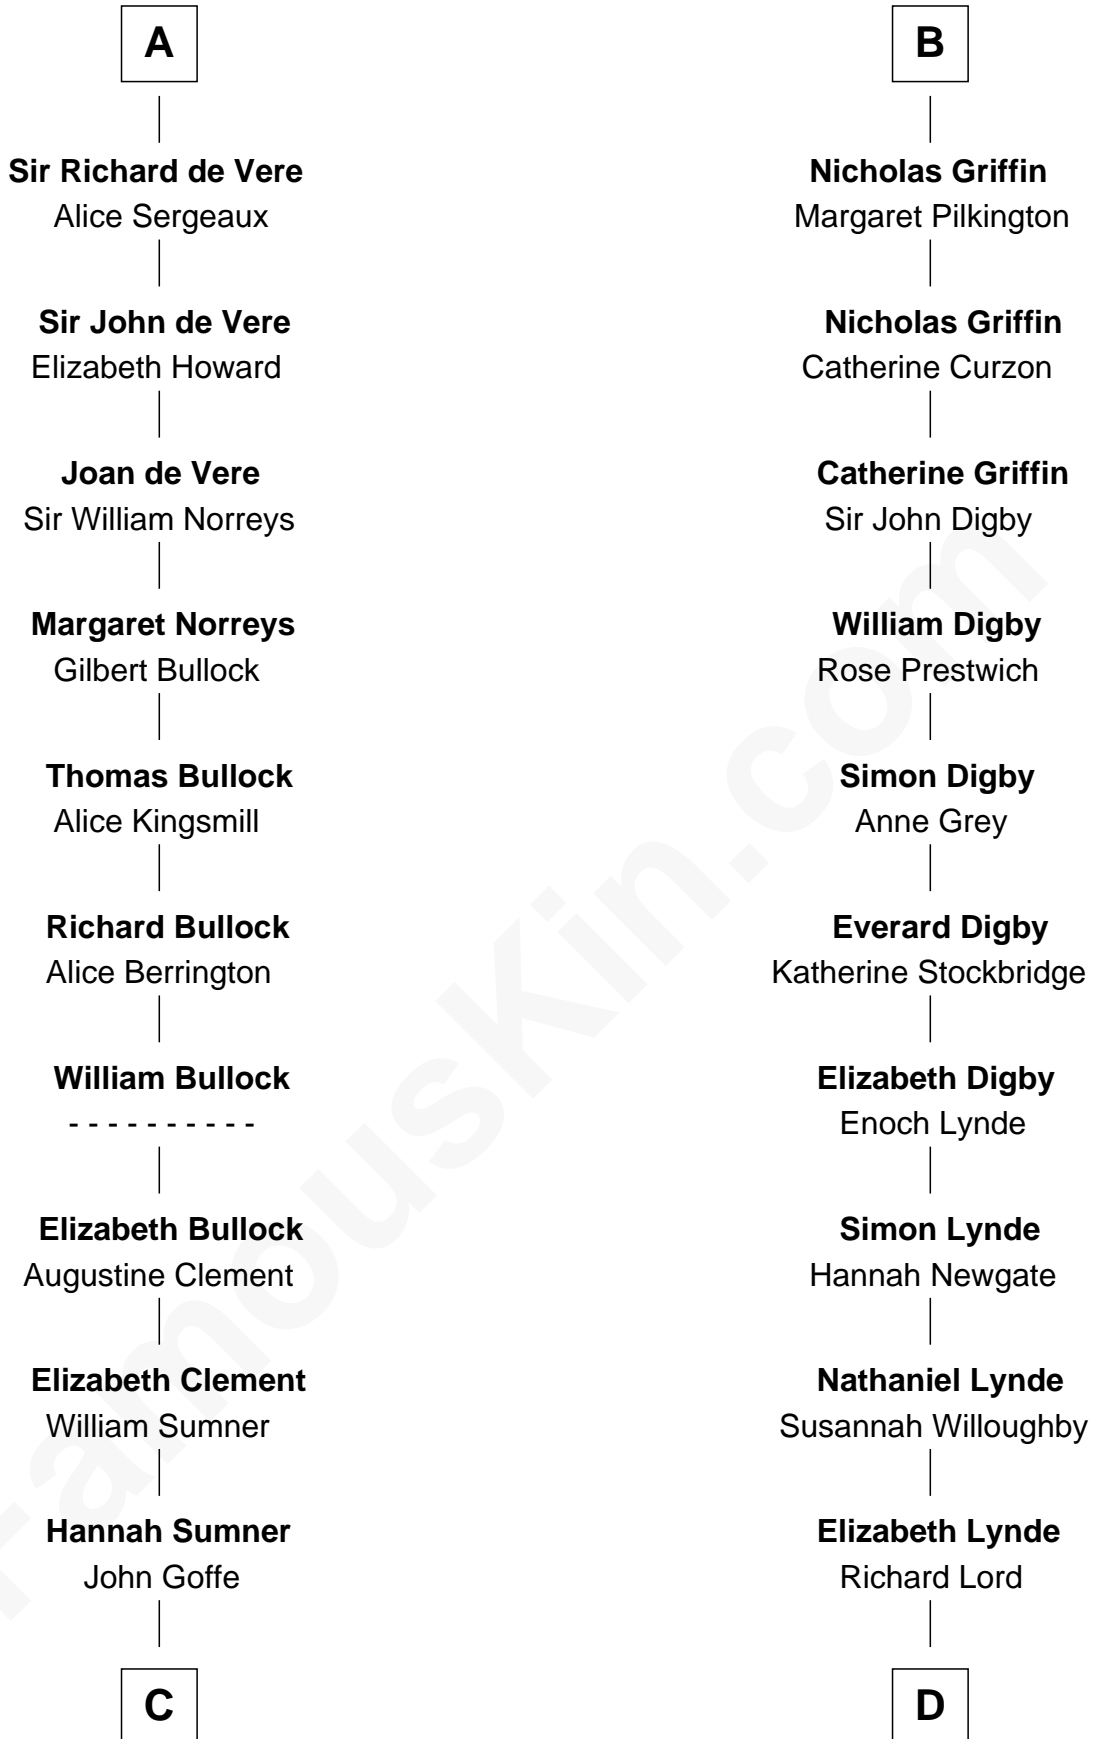 A
Sir Richard de Vere
Alice Sergeaux
Sir John de Vere
Elizabeth Howard
Joan de Vere
Sir William Norreys
Margaret Norreys
Gilbert Bullock
Thomas Bullock
Alice Kingsmill
Richard Bullock
Alice Berrington
William Bullock
- - - - - - - - - -
Elizabeth Bullock
Augustine Clement
Elizabeth Clement
William Sumner
Hannah Sumner
John Goffe
C
B
Nicholas Griffin
Margaret Pilkington
Nicholas Griffin
Catherine Curzon
Catherine Griffin
Sir John Digby
William Digby
Rose Prestwich
Simon Digby
Anne Grey
Everard Digby
Katherine Stockbridge
Elizabeth Digby
Enoch Lynde
Simon Lynde
Hannah Newgate
Nathaniel Lynde
Susannah Willoughby
Elizabeth Lynde
Richard Lord
D
FamousKin.com